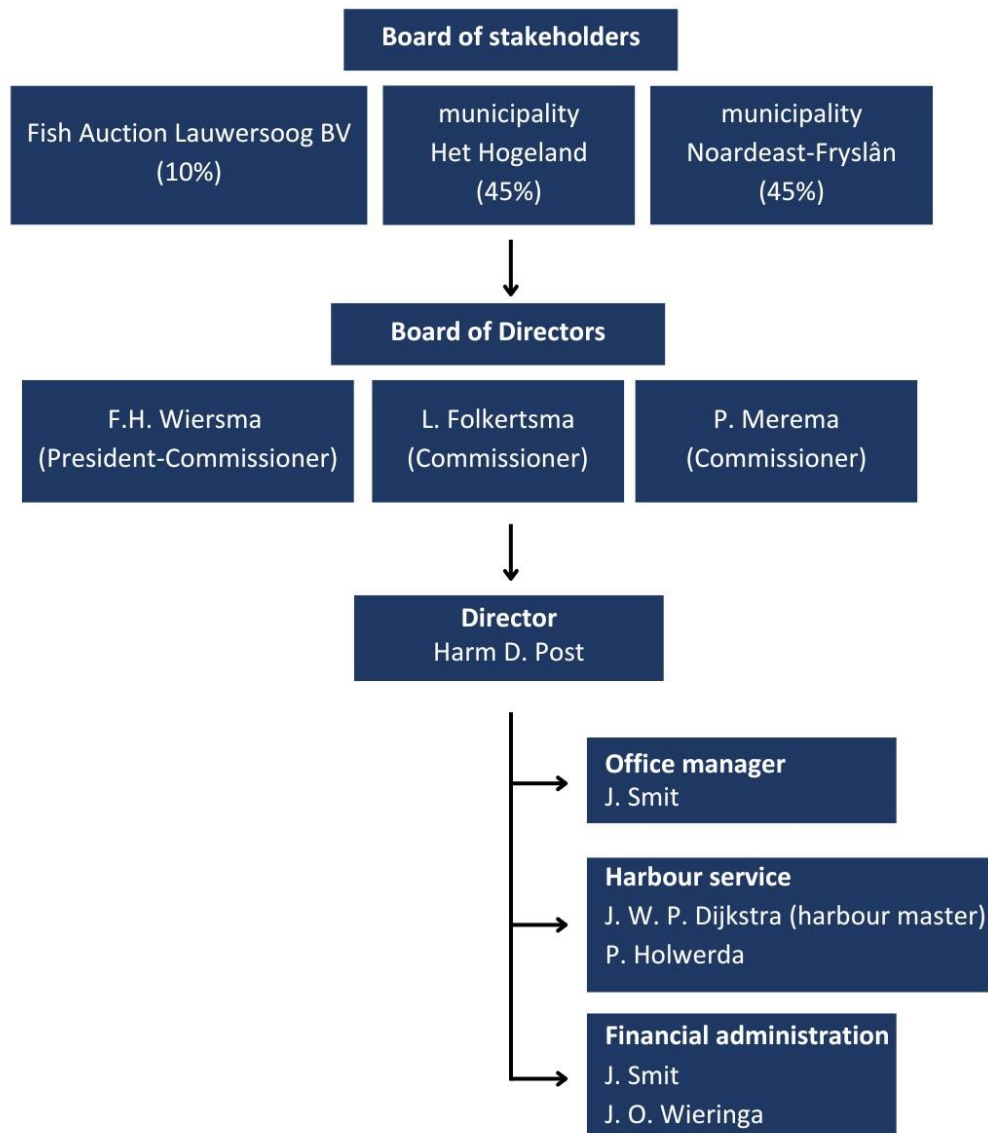 Board of stakeholders
Fish Auction Lauwersoog BV
(10%)
municipality
Het Hogeland
(45%)
municipality
Noardeast-Fryslân
(45%)
Board of Directors
F.H. Wiersma
(President-Commissioner)
L. Folkertsma
(Commissioner)
P. Merema
(Commissioner)
Director
Harm D. Post
Office manager
J. Smit
Harbour service
J. W. P. Dijkstra (harbour master)
P. Holwerda
Financial administration
J. Smit
J. O. Wieringa